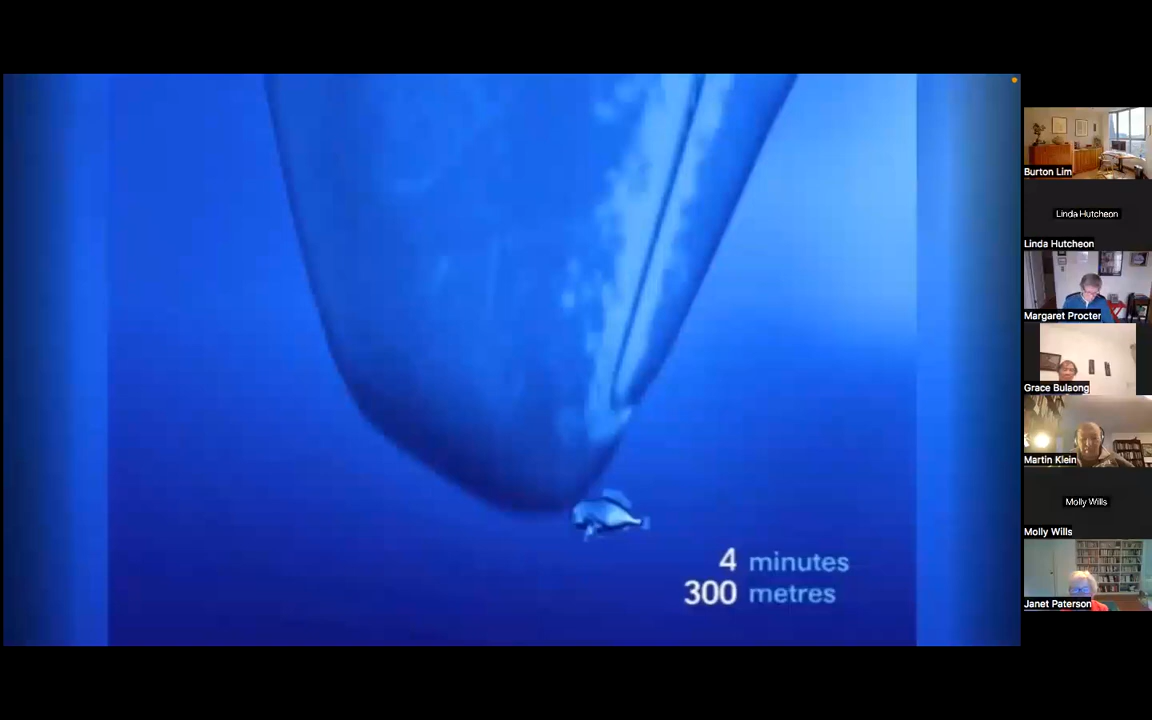 4 minutes
300 metres
Burton Lim
Linda Hutcheon
Linda Hutcheon
Margaret Procter
Grace Bulaong
Martin Klein
Molly Wills
Molly Wills
Janet Paterson